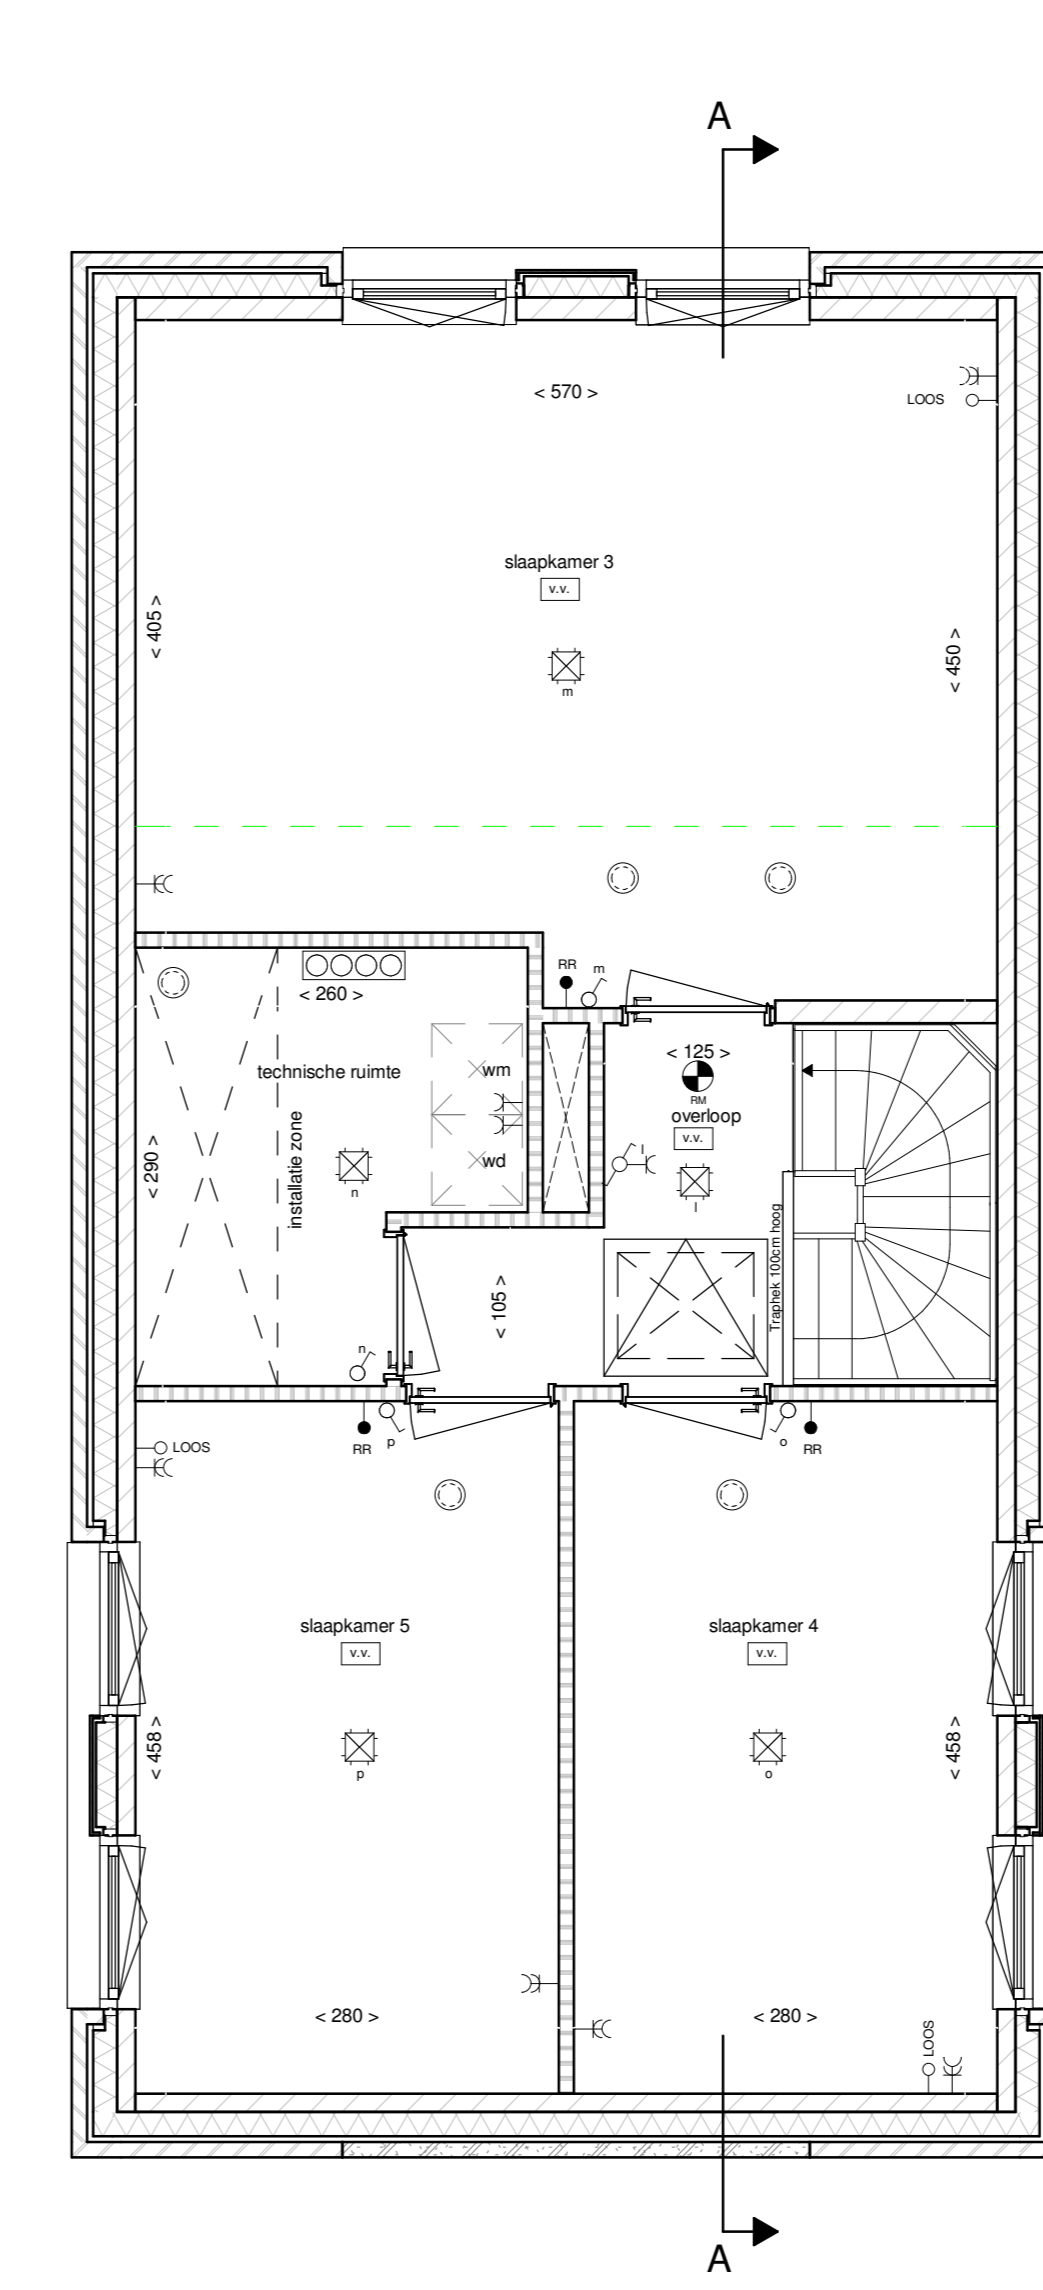 A
< 570 >
LOOS
slaapkamer 3
v.v.
< 405 >
< 450 >
m
RR
m
< 260 >
< 125 >
technische ruimte
wm
RM
overloop
v.v.
< 290 >
installatie zone
l
wd
n
l
Traphek 100cm hoog
< 105 >
n
p
o
RR
RR
LOOS
slaapkamer 5
v.v.
slaapkamer 4
v.v.
< 458 >
< 458 >
p
o
< 280 >
< 280 >
LOOS
A